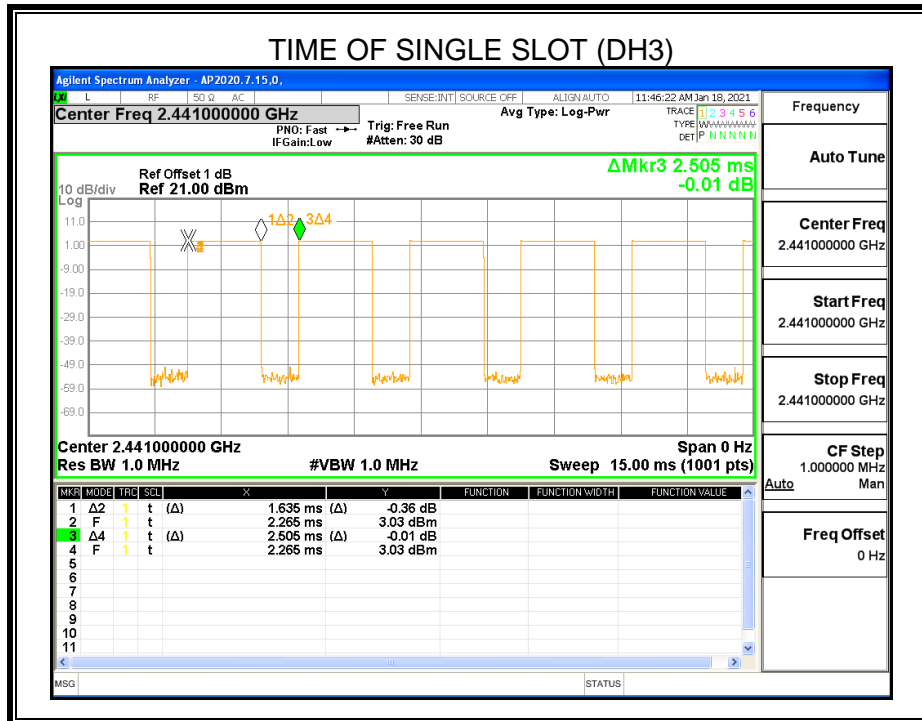 TIME OF SINGLE SLOT (DH3)
Agilent Spectrum Analyzer - AP2020.7.15,0,
LXI L RF 50 Ω AC SENSE:INT SOURCE OFF ALIGN AUTO 11:46:22 AM Jan 18, 2021
Center Freq 2.441000000 GHz
Avg Type: Log-Pwr
TRACE 1 2 3 4 5 6
TYPE W
DET P N N N N N
PNO: Fast
IFGain:Low
Trig: Free Run
#Atten: 30 dB
ΔMkr3 2.505 ms
-0.01 dB
Ref Offset 1 dB
10 dB/div Ref 21.00 dBm
Log
1Δ2 3Δ4
11.0
1.00
-9.00
-19.0
-29.0
-39.0
-49.0
-59.0
-69.0
Center 2.441000000 GHz Span 0 Hz
Res BW 1.0 MHz #VBW 1.0 MHz Sweep 15.00 ms (1001 pts)
MKR MODE TRC SCL X Y FUNCTION FUNCTION WIDTH FUNCTION VALUE
1 Δ2 1 t (Δ) 1.635 ms (Δ) -0.36 dB
2 F 1 t 2.265 ms 3.03 dBm
3 Δ4 1 t (Δ) 2.505 ms (Δ) -0.01 dB
4 F 1 t 2.265 ms 3.03 dBm
5
6
7
8
9
10
11
MSG STATUS
Frequency
Auto Tune
Center Freq
2.441000000 GHz
Start Freq
2.441000000 GHz
Stop Freq
2.441000000 GHz
CF Step
1.000000 MHz
Auto Man
Freq Offset
0 Hz